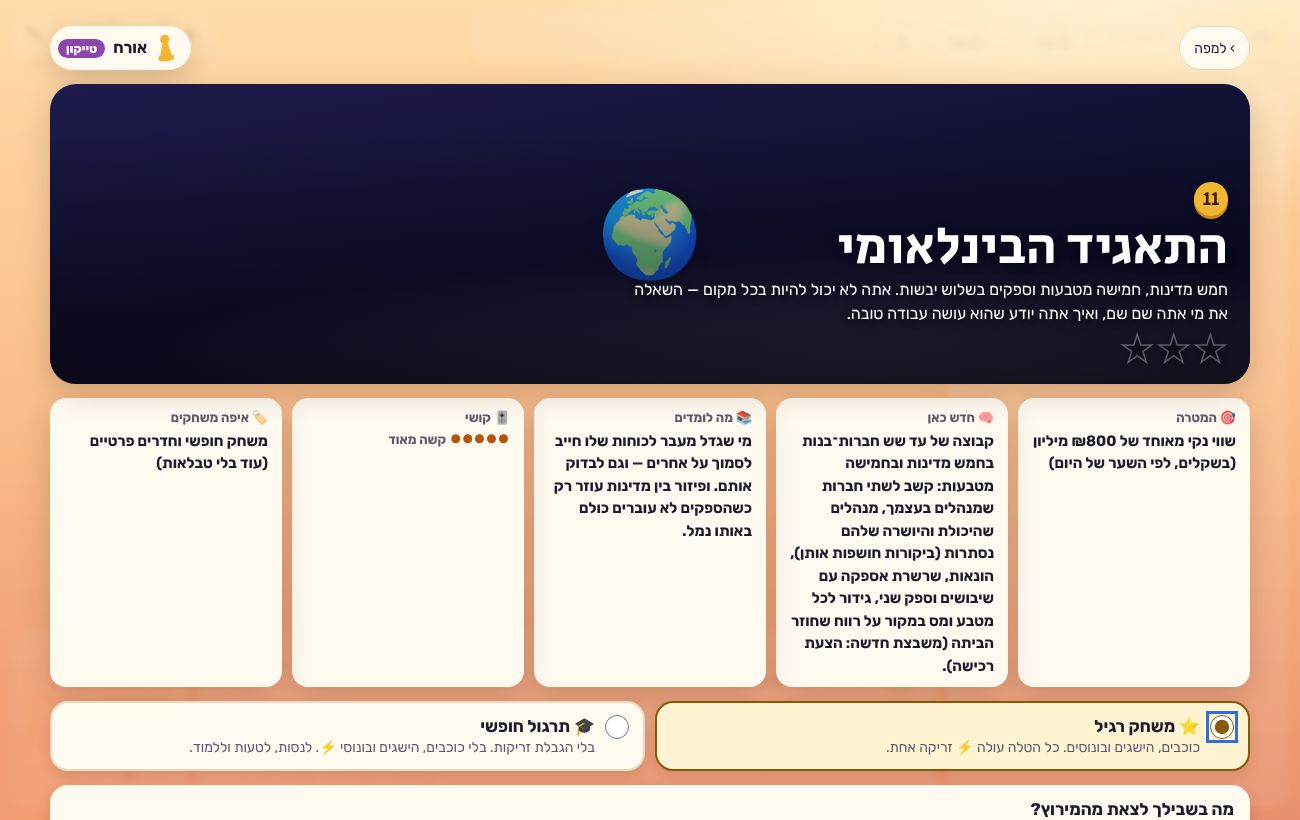 ‹ למפה
אורח טייקון
11
התאגיד הבינלאומי
חמש מדינות, חמישה מטבעות וספקים בשלוש יבשות. אתה לא יכול להיות בכל מקום – השאלה
את מי אתה שם שם, ואיך אתה יודע שהוא עושה עבודה טובה.
🎯 המטרה
שווי נקי מאוחד של ₪800 מיליון
(בשקלים, לפי השער של היום)
🧠 חדש כאן
קבוצה של עד שש חברות־בנות
בחמש מדינות ובחמישה
מטבעות: קשב לשתי חברות
שמנהלים בעצמך, מנהלים
שהיכולת והיושרה שלהם
נסתרות (ביקורות חושפות אותן),
הונאות, שרשרת אספקה עם
שיבושים וספק שני, גידור לכל
מטבע ומס במקור על רווח שחוזר
הביתה (משבצת חדשה: הצעת
רכישה).
📚 מה לומדים
מי שגדל מעבר לכוחות שלו חייב
לסמוך על אחרים – וגם לבדוק
אותם. ופיזור בין מדינות עוזר רק
כשהספקים לא עוברים כולם
באותו נמל.
🎚️ קושי
קשה מאוד
🏷️ איפה משחקים
משחק חופשי וחדרים פרטיים
(עוד בלי טבלאות)
⭐ משחק רגיל
כוכבים, הישגים ובונוסים. כל הטלה עולה ⚡ זריקה אחת.
🎓 תרגול חופשי
בלי הגבלת זריקות. בלי כוכבים, הישגים ובונוסי ⚡. לנסות, לטעות וללמוד.
מה בשבילך לצאת מהמירוץ?